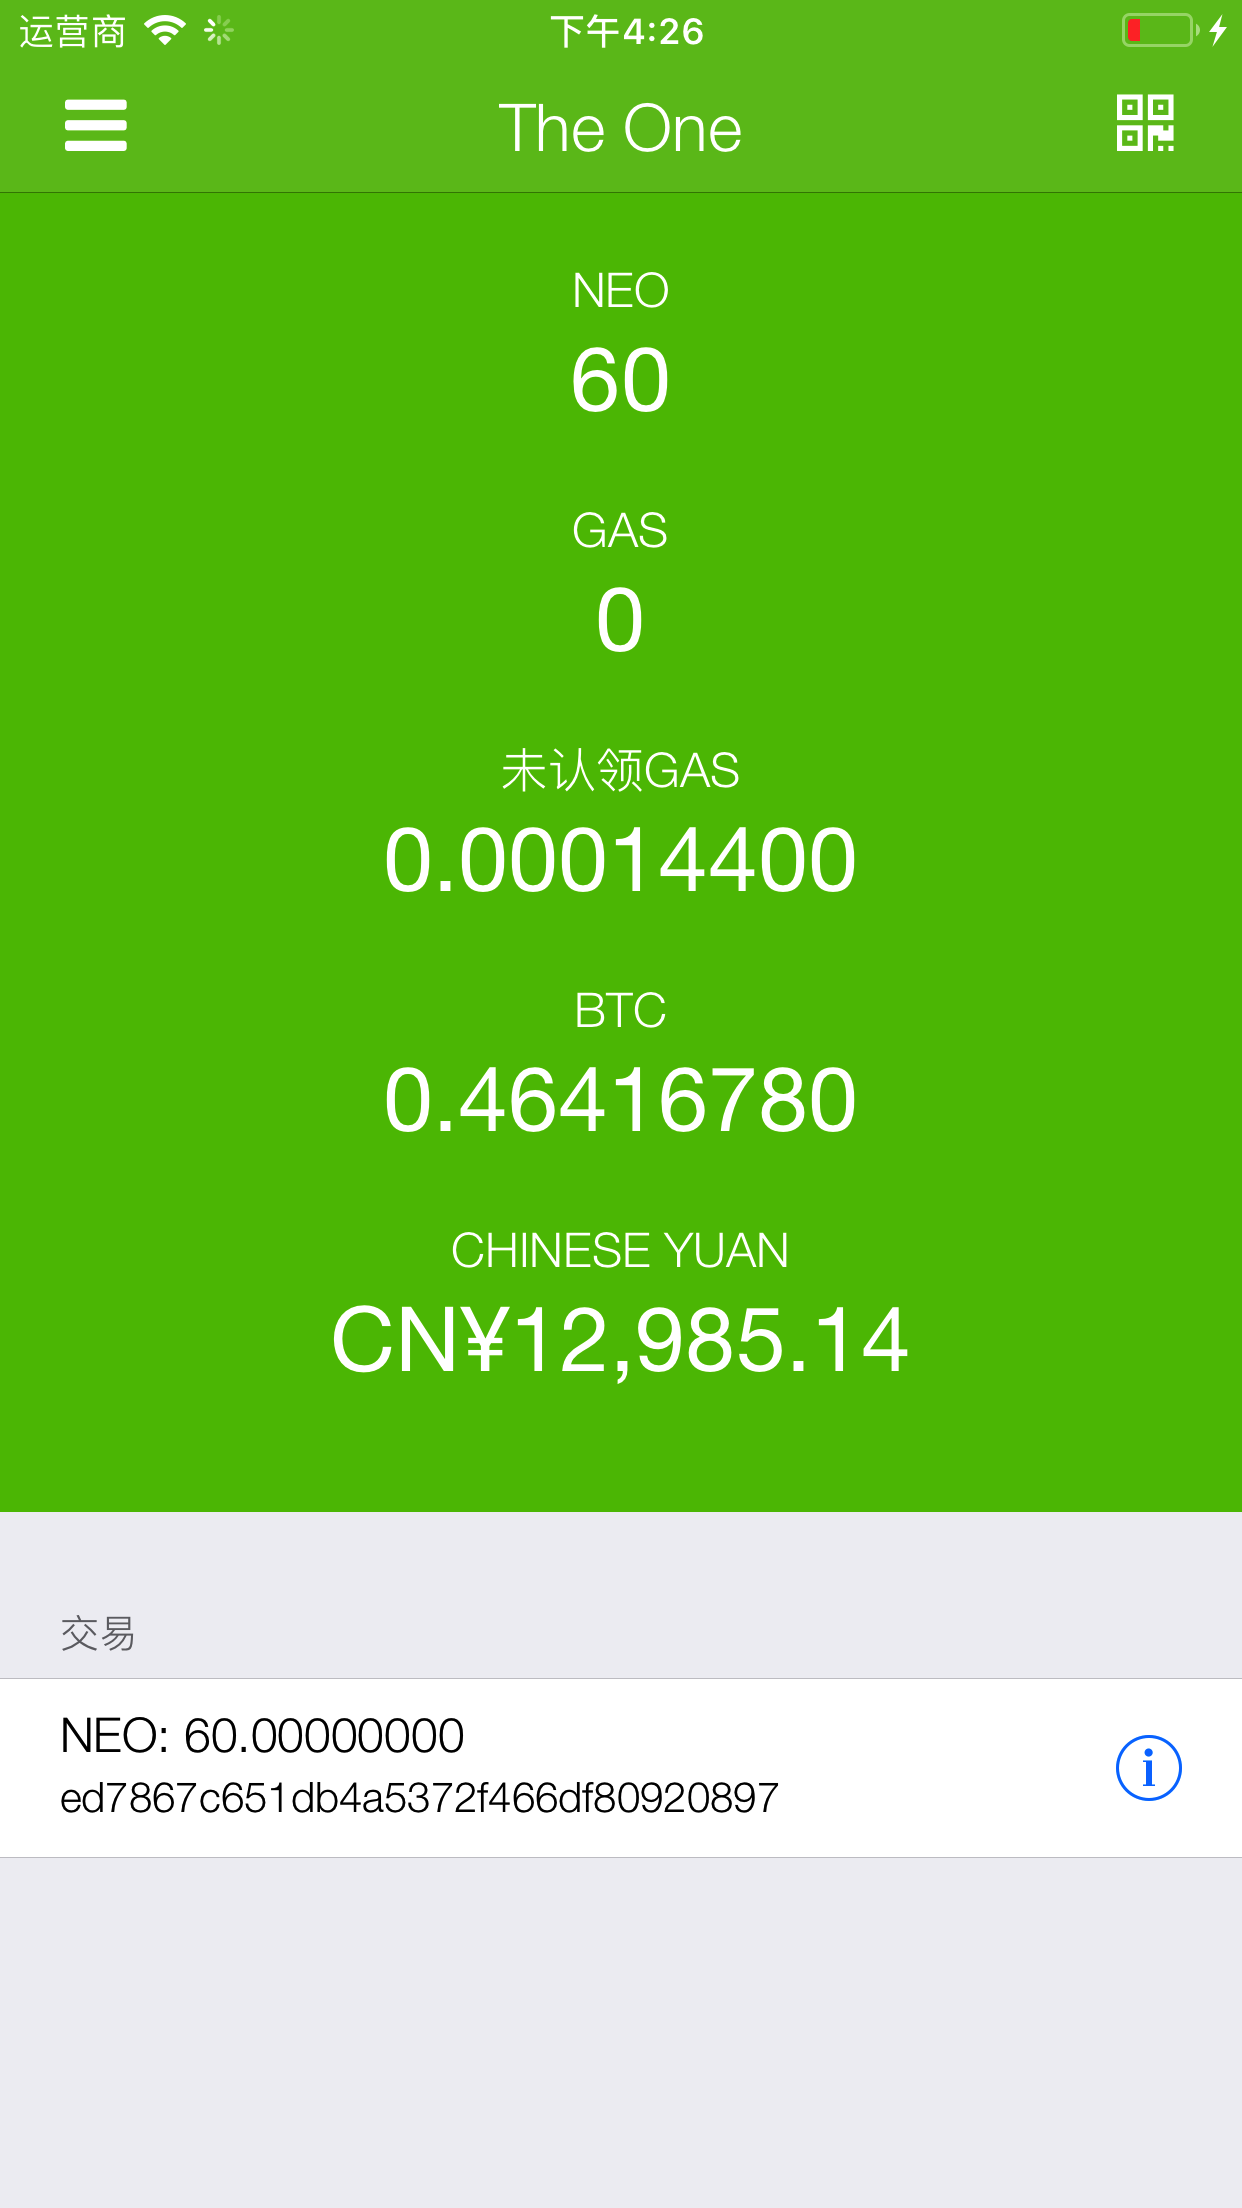 运营商
下午4:26
The One
NEO
60
GAS
0
未认领GAS
0.00014400
BTC
0.46416780
CHINESE YUAN
CN¥12,985.14
交易
NEO: 60.00000000
ed7867c651db4a5372f466df80920897